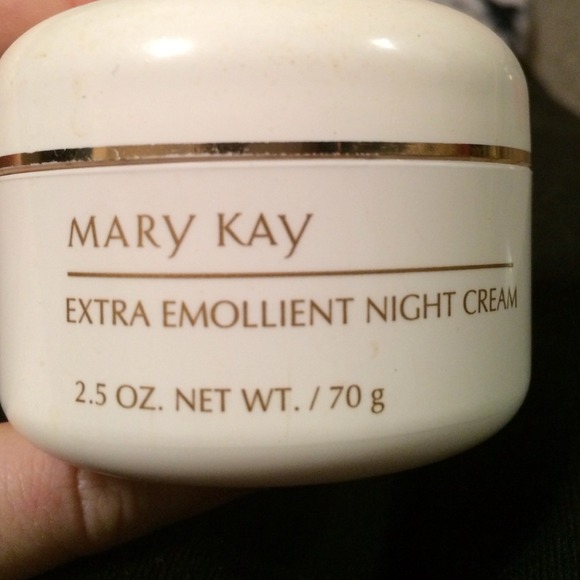 MARY KAY
EXTRA EMOLLIENT NIGHT CREAM
2.5 OZ. NET WT. / 70 g